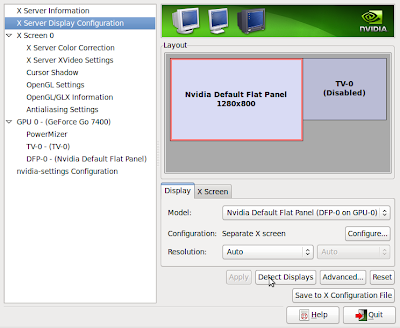 X Server Information
X Server Display Configuration
X Screen 0
X Server Color Correction
X Server XVideo Settings
Cursor Shadow
OpenGL Settings
OpenGL/GLX Information
Antialiasing Settings
GPU 0 - (GeForce Go 7400)
PowerMizer
TV-0 - (TV-0)
DFP-0 - (Nvidia Default Flat Panel)
nvidia-settings Configuration
NVIDIA
Layout
Nvidia Default Flat Panel
1280x800
TV-0
(Disabled)
Display X Screen
Model: Nvidia Default Flat Panel (DFP-0 on GPU-0)
Configuration: Separate X screen Configure...
Resolution: Auto Auto
Apply Detect Displays Advanced... Reset
Save to X Configuration File
Help Quit